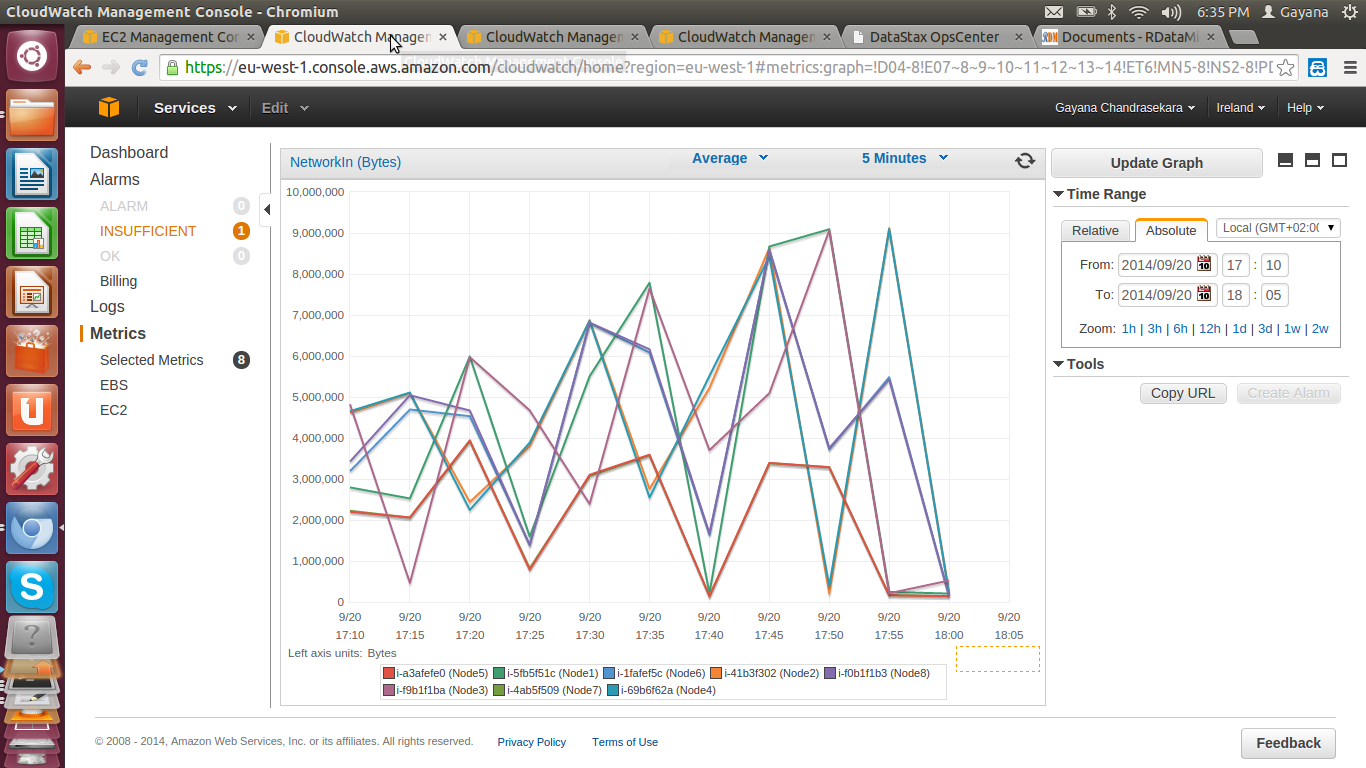 CloudWatch Management Console - Chromium
6:35 PM Gayana
EC2 Management Con
CloudWatch Managem
CloudWatch Managem
CloudWatch Managem
DataStax OpsCenter
Documents - RDataMi
https://eu-west-1.console.aws.amazon.com/cloudwatch/home?region=eu-west-1#metrics:graph=!D04-8!E07~8~9~10~11~12~13~14!ET6!MN5-8!NS2-8!PD
Services Edit Gayana Chandrasekara Ireland Help
Dashboard
Alarms
ALARM 0
INSUFFICIENT 1
OK 0
Billing
Logs
Metrics
Selected Metrics 8
EBS
EC2
NetworkIn (Bytes) Average 5 Minutes
10,000,000
9,000,000
8,000,000
7,000,000
6,000,000
5,000,000
4,000,000
3,000,000
2,000,000
1,000,000
0
9/20 9/20 9/20 9/20 9/20 9/20 9/20 9/20 9/20 9/20 9/20 9/20
17:10 17:15 17:20 17:25 17:30 17:35 17:40 17:45 17:50 17:55 18:00 18:05
Left axis units: Bytes
i-a3afefe0 (Node5) i-5fb5f51c (Node1) i-1fafef5c (Node6) i-41b3f302 (Node2) i-f0b1f1b3 (Node8)
i-f9b1f1ba (Node3) i-4ab5f509 (Node7) i-69b6f62a (Node4)
Update Graph
Time Range
Relative Absolute Local (GMT+02:00
From: 2014/09/20 10 17 : 10
To: 2014/09/20 10 18 : 05
Zoom: 1h | 3h | 6h | 12h | 1d | 3d | 1w | 2w
Tools
Copy URL Create Alarm
© 2008 - 2014, Amazon Web Services, Inc. or its affiliates. All rights reserved. Privacy Policy Terms of Use
Feedback